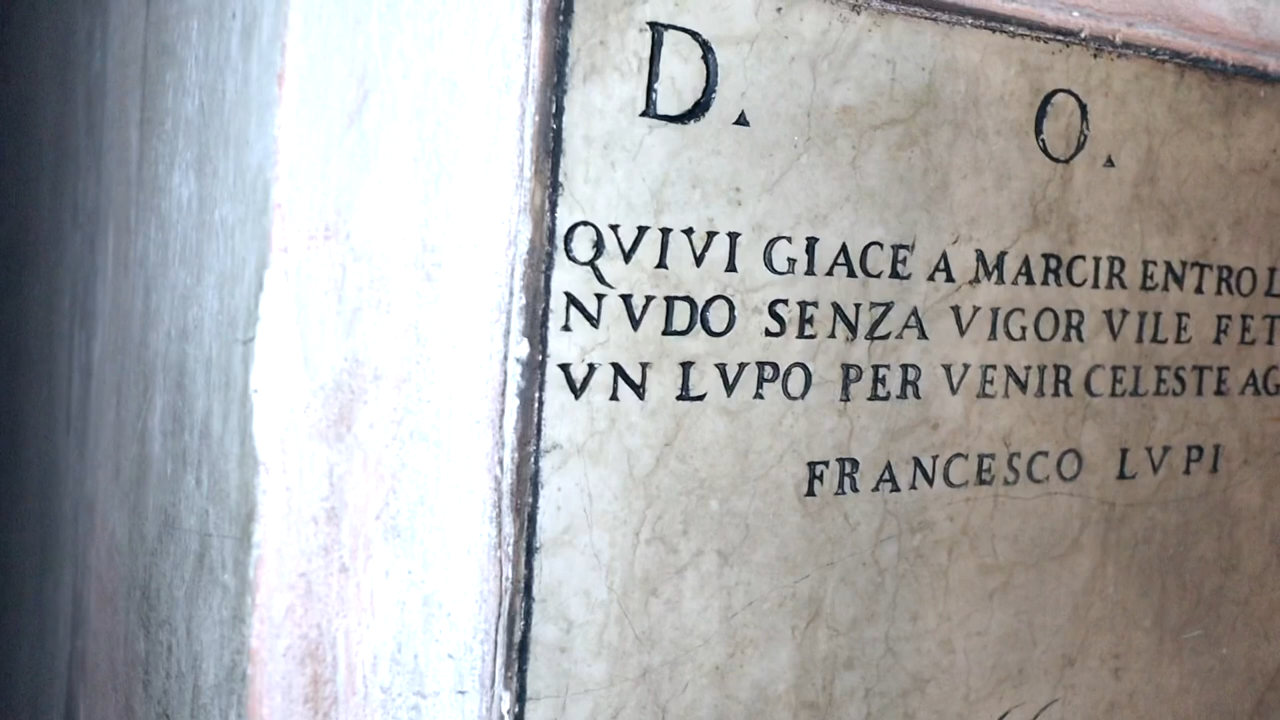 D. O.
QVIVI GIACE A MARCIR ENTRO
NVDO SENZA VIGOR VILE
VN LVPO PER VENIR CELESTE
FRANCESCO LVPI